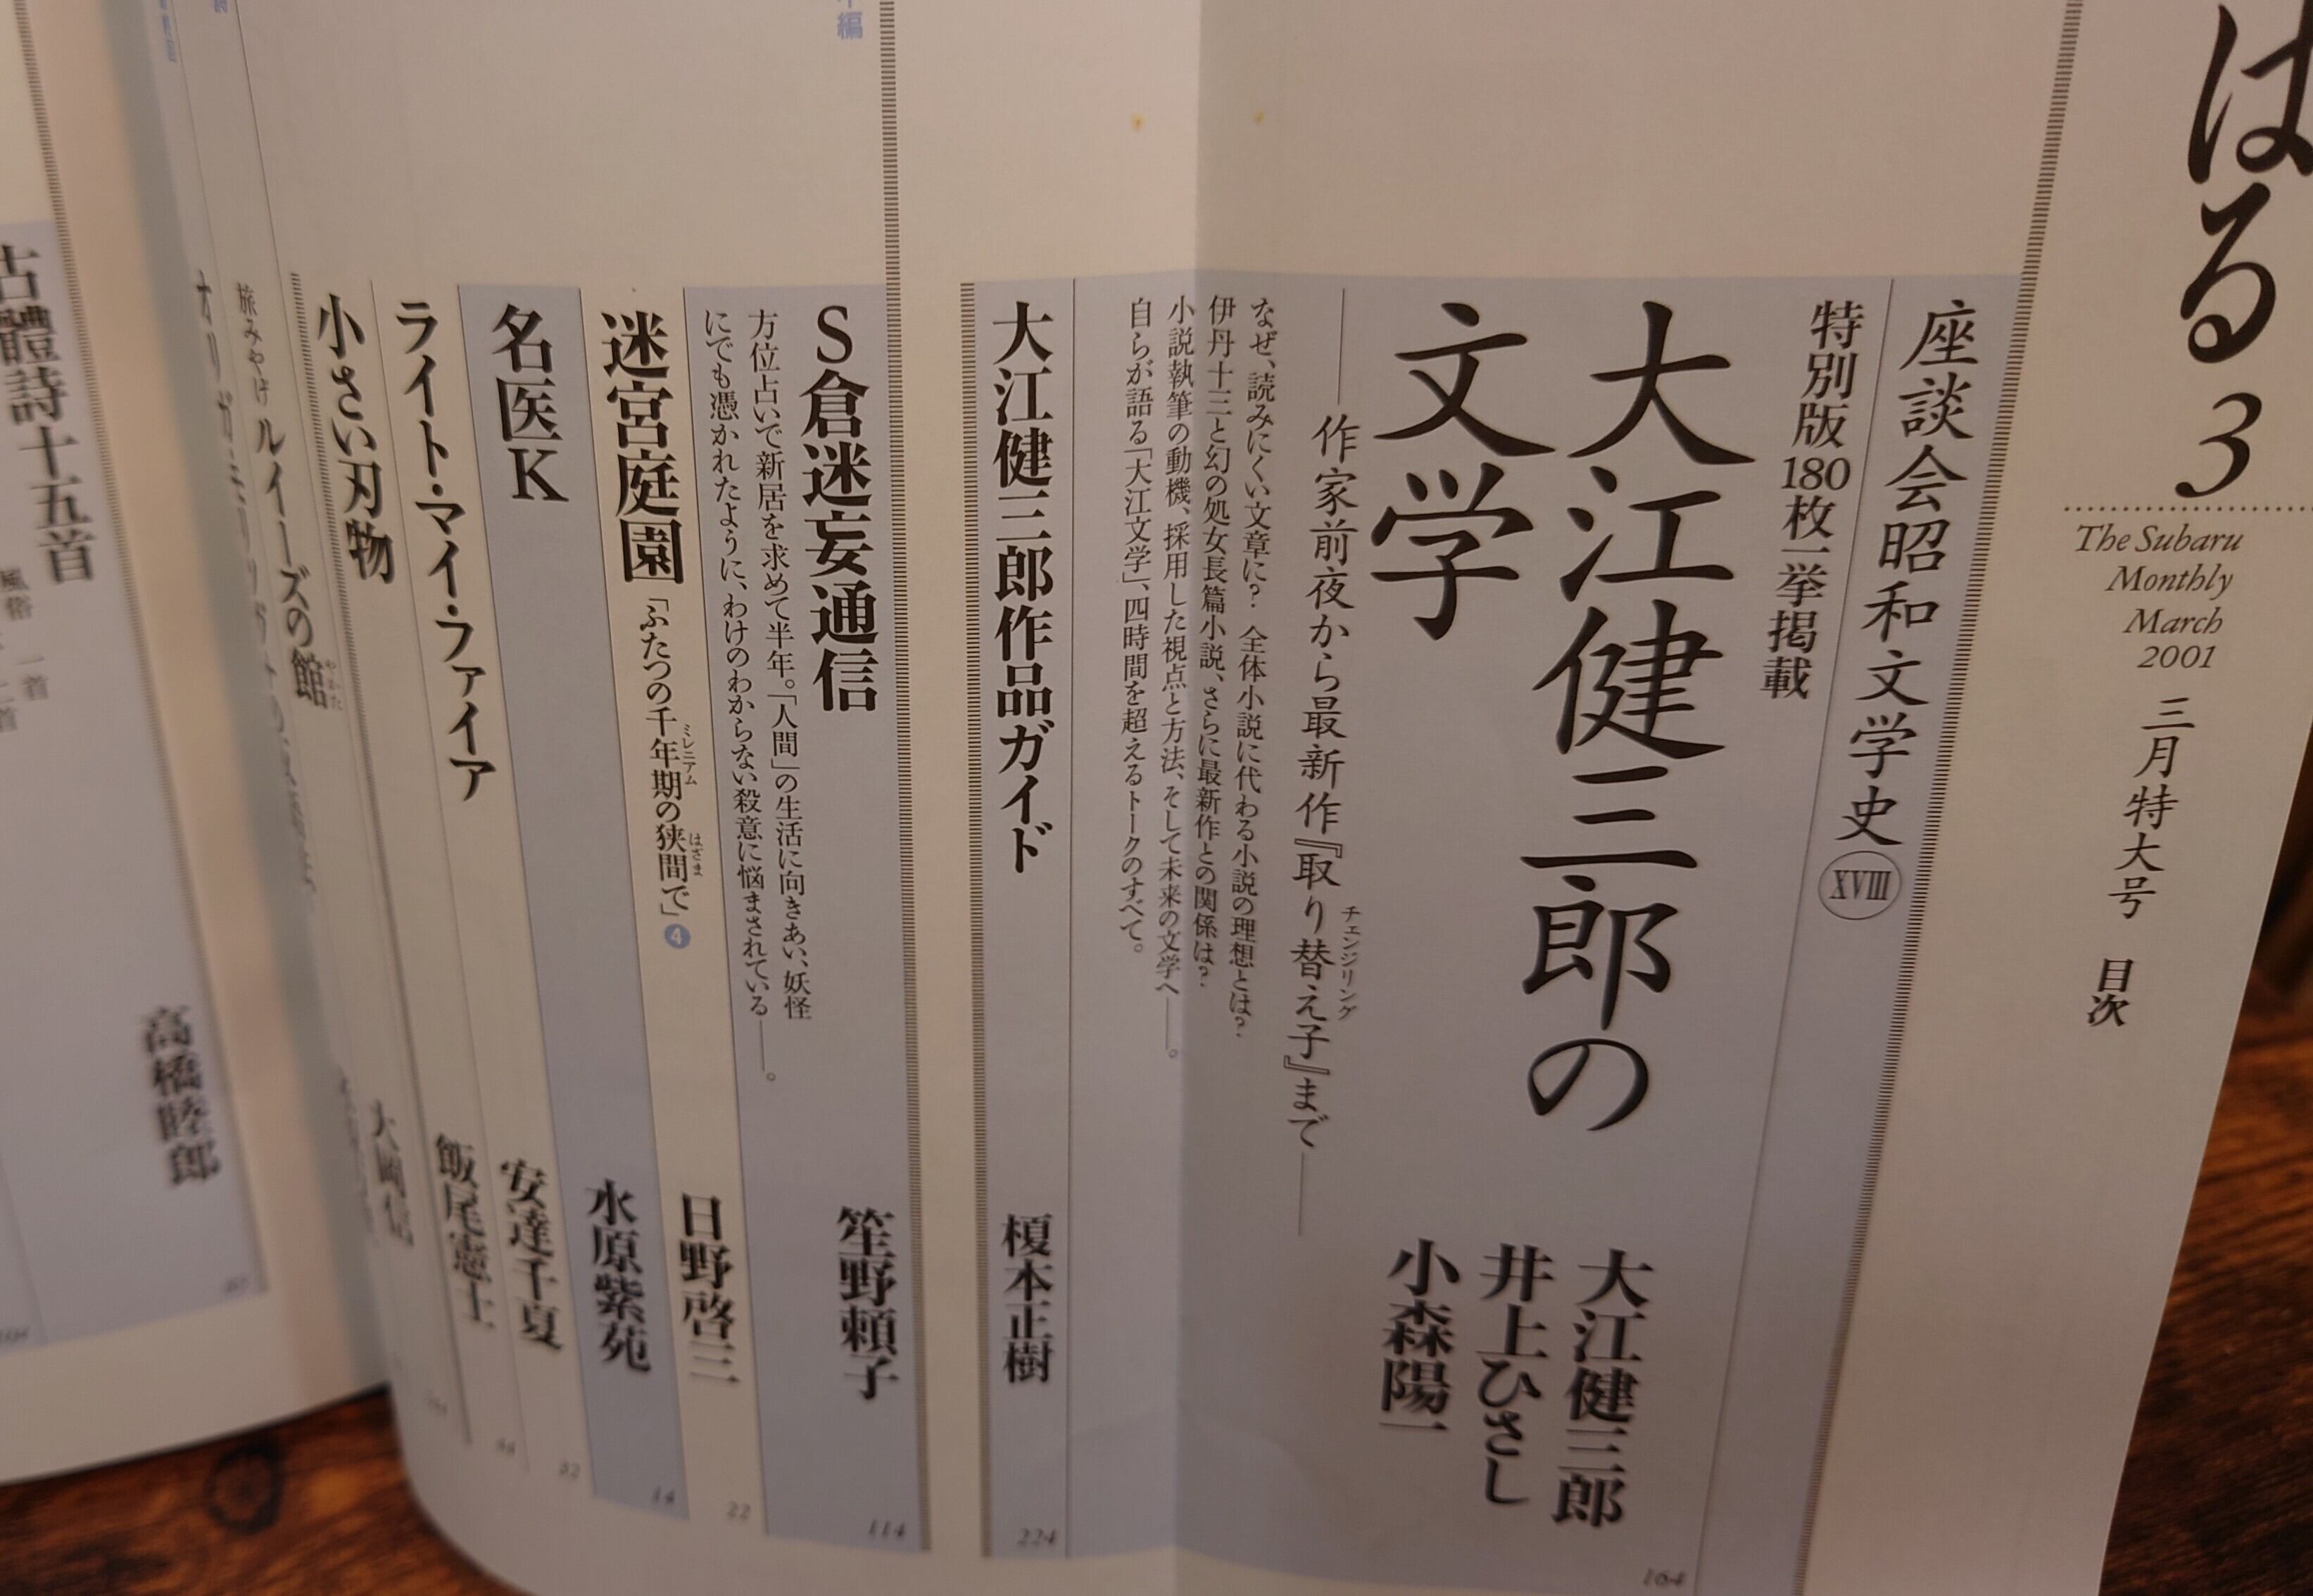 はる 3
The Subaru
Monthly
March
2001
三月特大号 目次
座談会昭和文学史 XVIII
特別版180枚一挙掲載
大江健三郎の
文学
——作家前夜から最新作『取り替え子』まで——
チェンジリング
大江健三郎
井上ひさし
小森陽一
164
なぜ、読みにくい文章に? 全体小説に代わる小説の理想とは?
伊丹十三と幻の処女長篇小説、さらに最新作との関係は?
小説執筆の動機、採用した視点と方法、そして未来の文学へ——。
自らが語る「大江文学」、四時間を超えるトークのすべて。
大江健三郎作品ガイド 榎本正樹 224
編
S倉迷妄通信 笙野頼子 114
方位占いで新居を求めて半年。「人間」の生活に向きあい、妖怪
にでも憑かれたように、わけのわからない殺意に悩まされている——。
迷宮庭園「ふたつの千年期の狭間で」4 日野啓三 22
ミレニアム
はざま
名医K 水原紫苑 14
ライト・マイ・ファイア 安達千夏 32
小さい刃物 飯尾憲士
旅みやげ ルイーズの館 大岡信
やかた
古體詩十五首 高橋睦郎